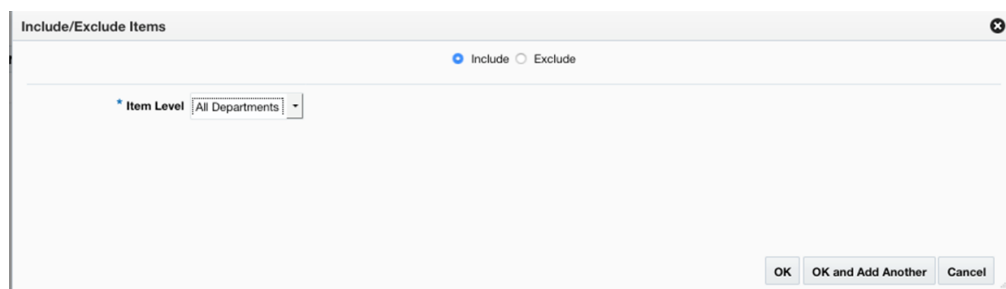 Include/Exclude Items
Include Exclude
* Item Level All Departments
OK OK and Add Another Cancel